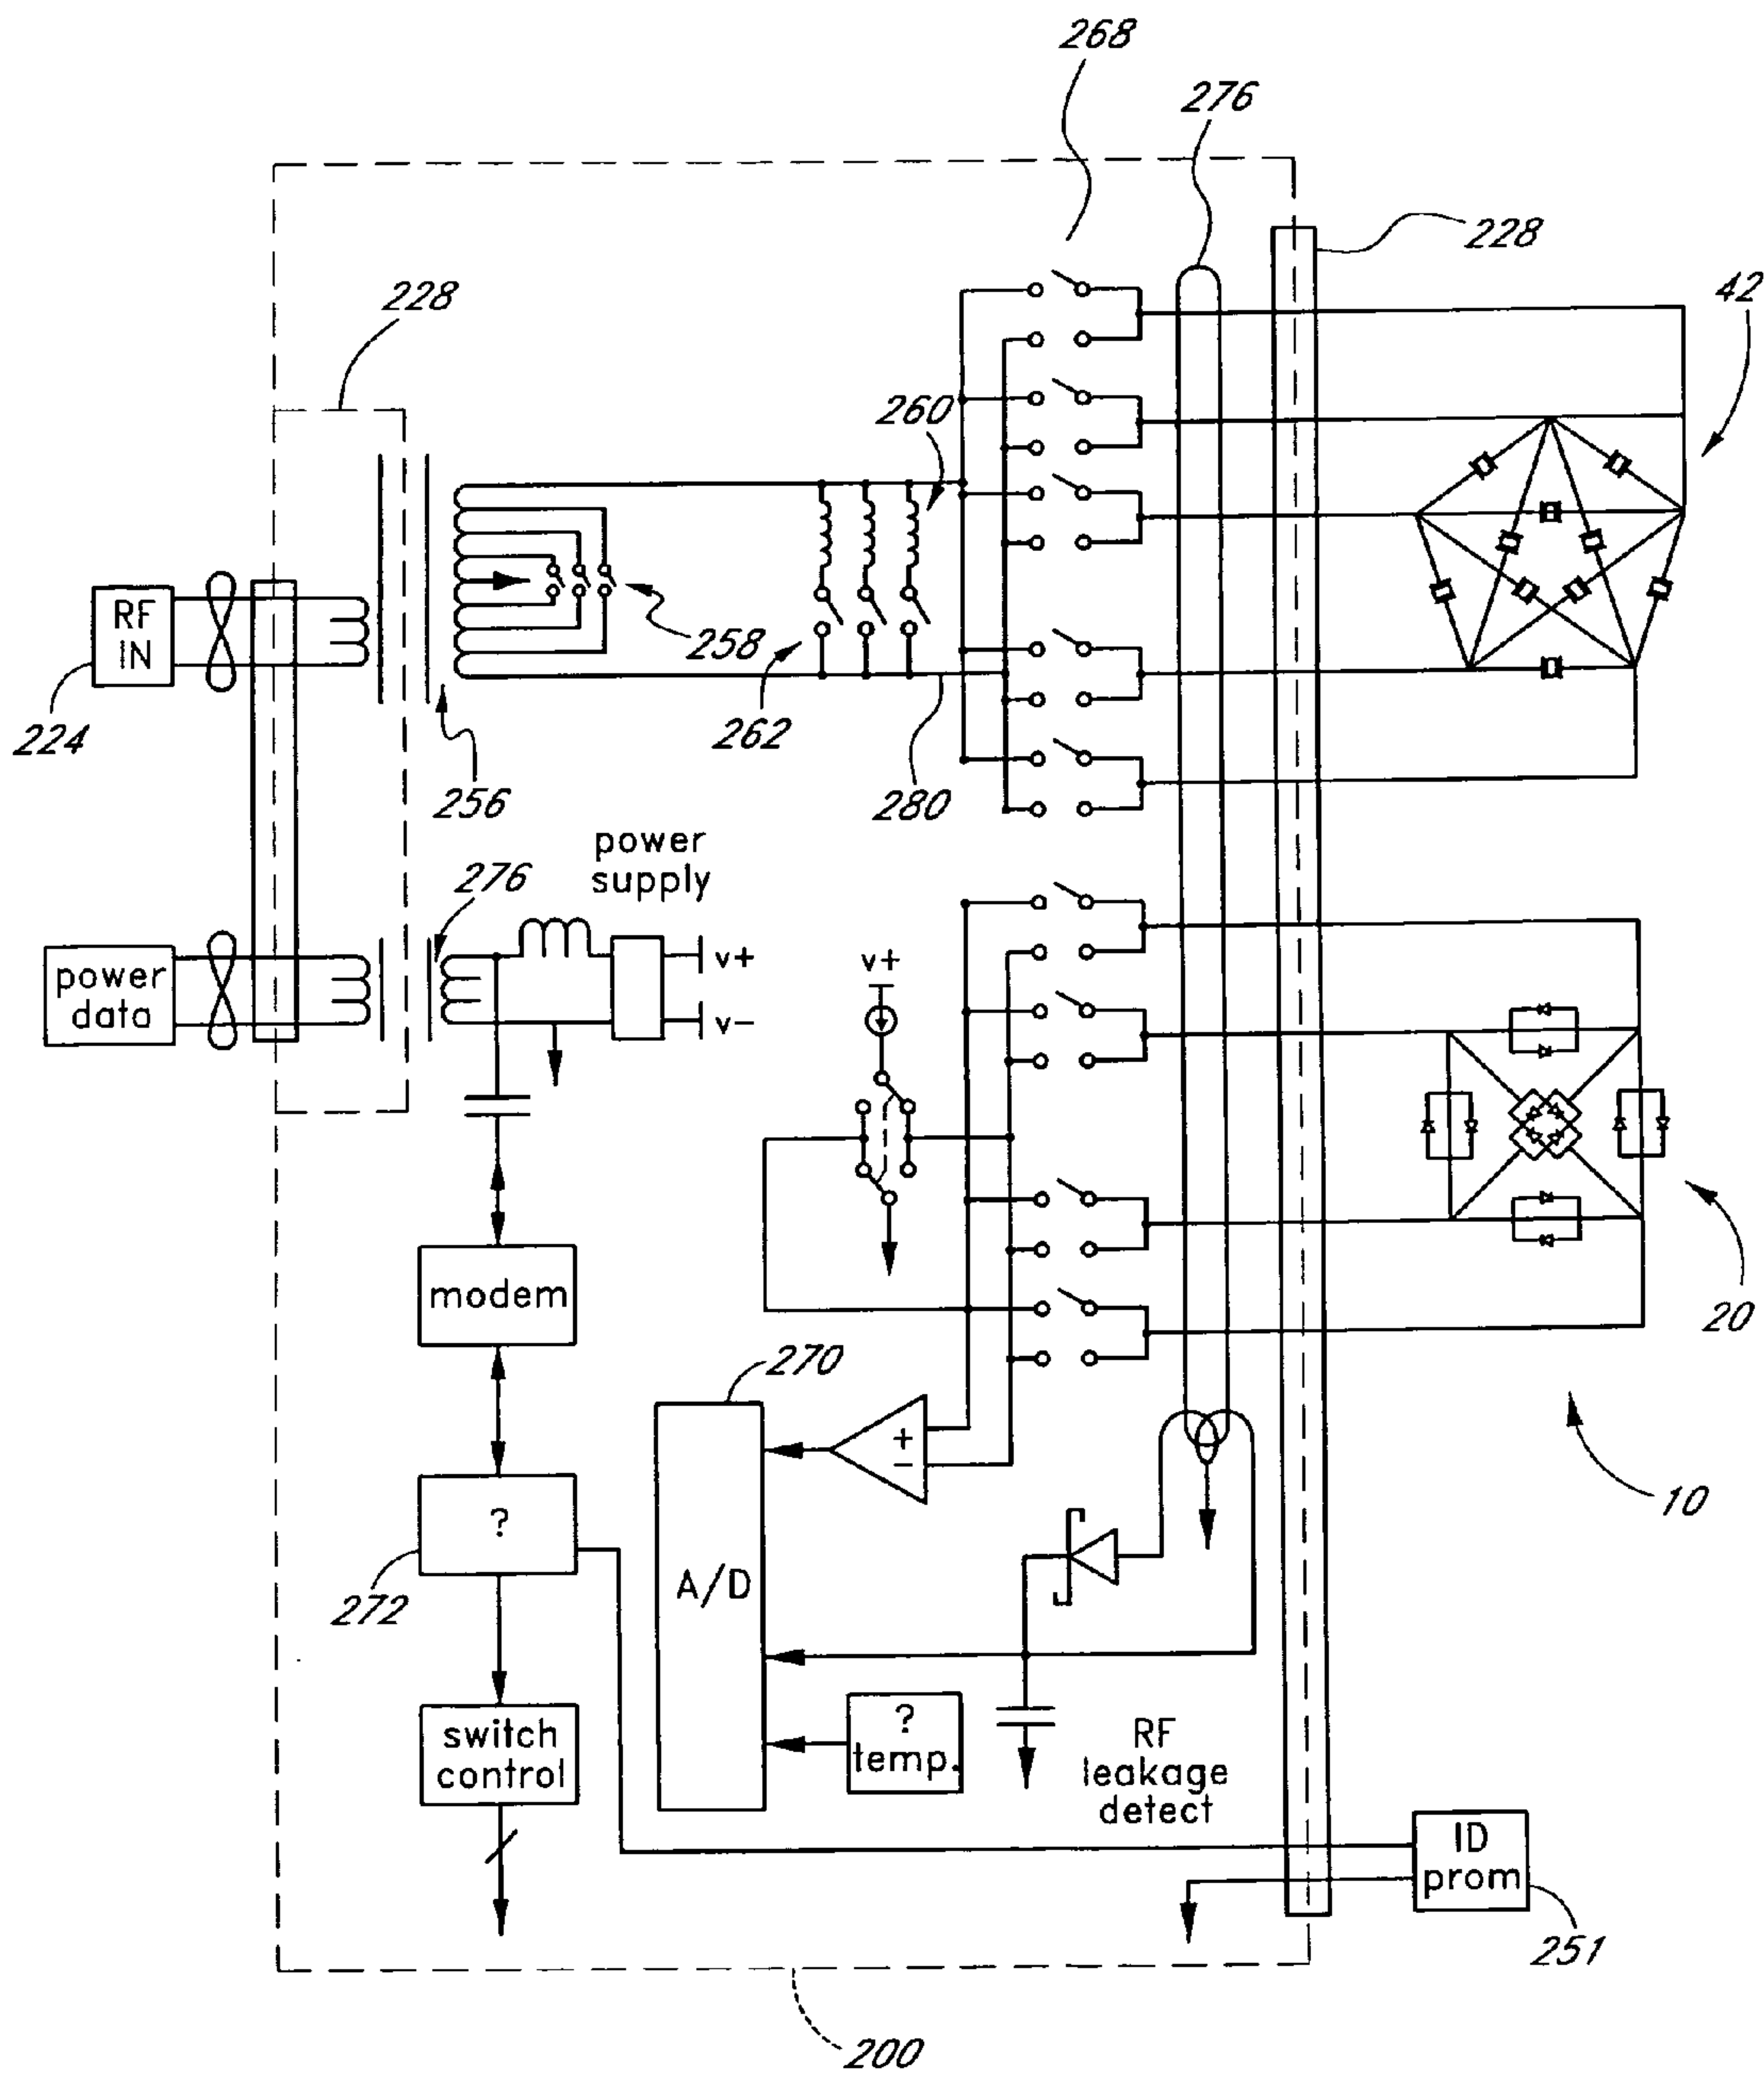 268
276
228
42
228
260
RF
IN
258
262
224
256
280
power
supply
276
v+
v+
power
data
v-
modem
20
270
+
-
10
?
A/D
272
?
temp.
switch
control
RF
leakage
detect
ID
prom
251
200